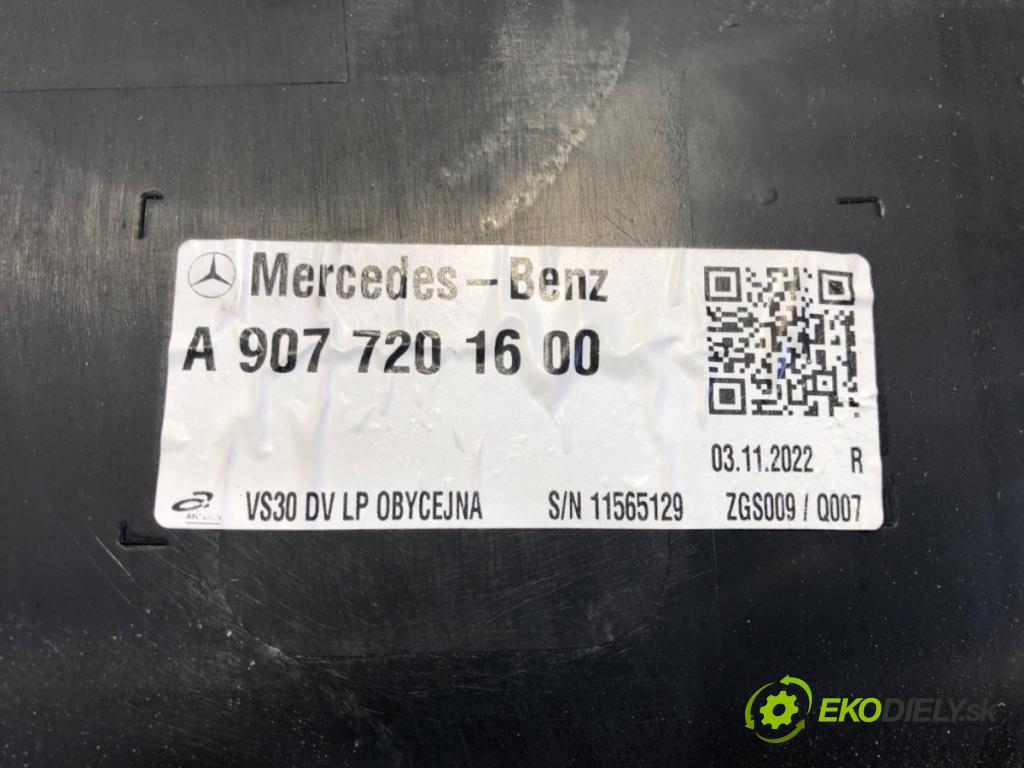 Mercedes-Benz
A 907 720 16 00
03.11.2022 R
VS30 DV LP OBYCEJNA S/N 11565129 ZGS009 / Q007
EKODIELY.sk